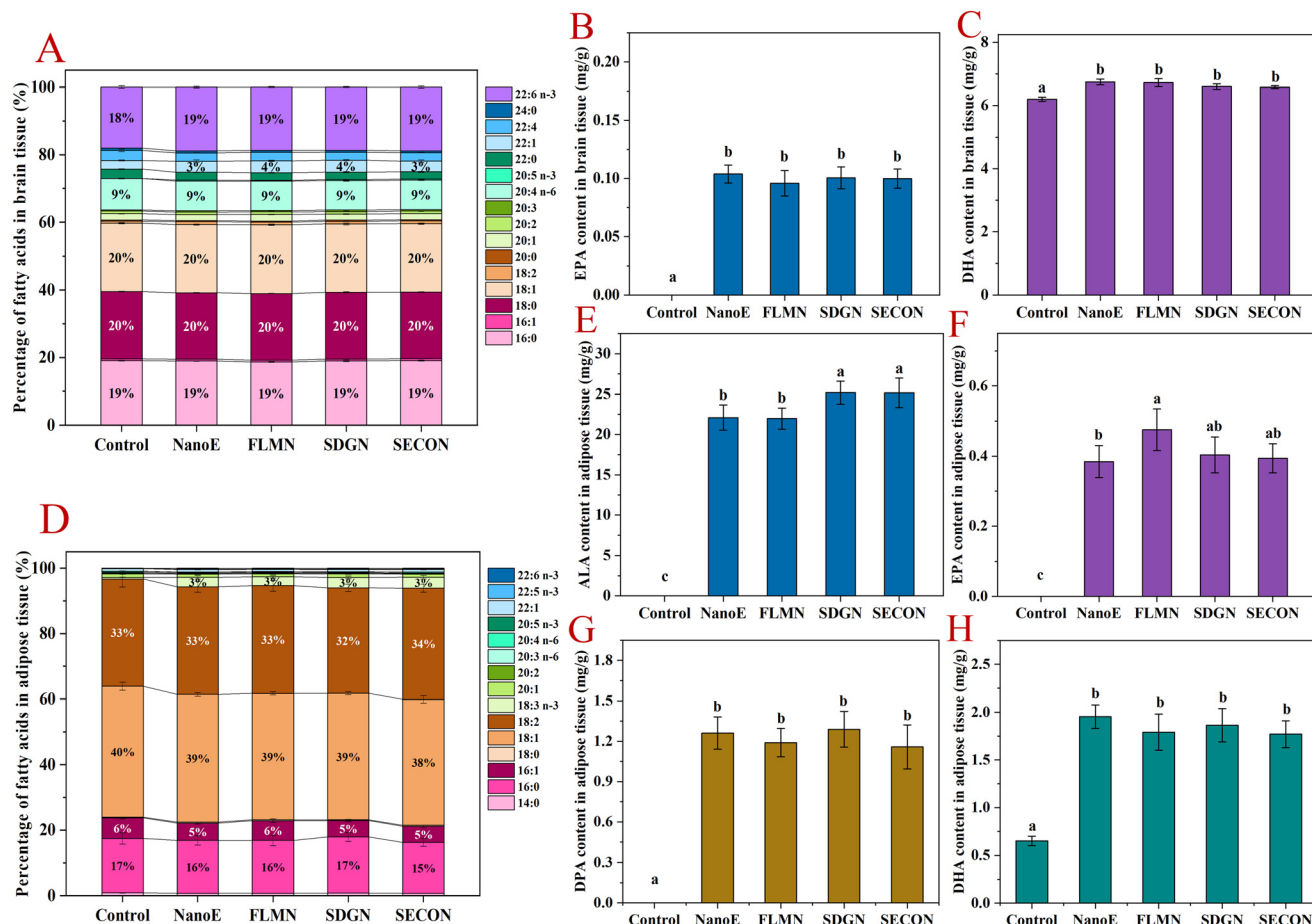 A
Percentage of fatty acids in brain tissue (%)
100
80
60
40
20
0
18% 19% 19% 19% 19%
3% 4% 4% 3%
9% 9% 9% 9% 9%
20% 20% 20% 20% 20%
20% 20% 20% 20% 20%
19% 19% 19% 19% 19%
Control NanoE FLMN SDGN SECON
22:6 n-3
24:0
22:4
22:1
22:0
20:5 n-3
20:4 n-6
20:3
20:2
20:1
20:0
18:2
18:1
18:0
16:1
16:0
B
EPA content in brain tissue (mg/g)
0.20
0.15
0.10
0.05
0.00
a b b b b
Control NanoE FLMN SDGN SECON
C
DHA content in brain tissue (mg/g)
8
6
4
2
0
a b b b b
Control NanoE FLMN SDGN SECON
D
Percentage of fatty acids in adipose tissue (%)
100
80
60
40
20
0
3% 3% 3% 3%
33% 33% 33% 32% 34%
40% 39% 39% 39% 38%
6% 5% 6% 5% 5%
17% 16% 16% 17% 15%
Control NanoE FLMN SDGN SECON
22:6 n-3
22:5 n-3
22:1
20:5 n-3
20:4 n-6
20:3 n-6
20:2
20:1
18:3 n-3
18:2
18:1
18:0
16:1
16:0
14:0
E
ALA content in adipose tissue (mg/g)
30
25
20
15
10
5
0
c b b a a
Control NanoE FLMN SDGN SECON
F
EPA content in adipose tissue (mg/g)
0.6
0.4
0.2
0.0
c b a ab ab
Control NanoE FLMN SDGN SECON
G
DPA content in adipose tissue (mg/g)
1.8
1.5
1.2
0.9
0.6
0.3
0.0
a b b b b
Control NanoE FLMN SDGN SECON
H
DHA content in adipose tissue (mg/g)
2.5
2.0
1.5
1.0
0.5
0.0
a b b b b
Control NanoE FLMN SDGN SECON